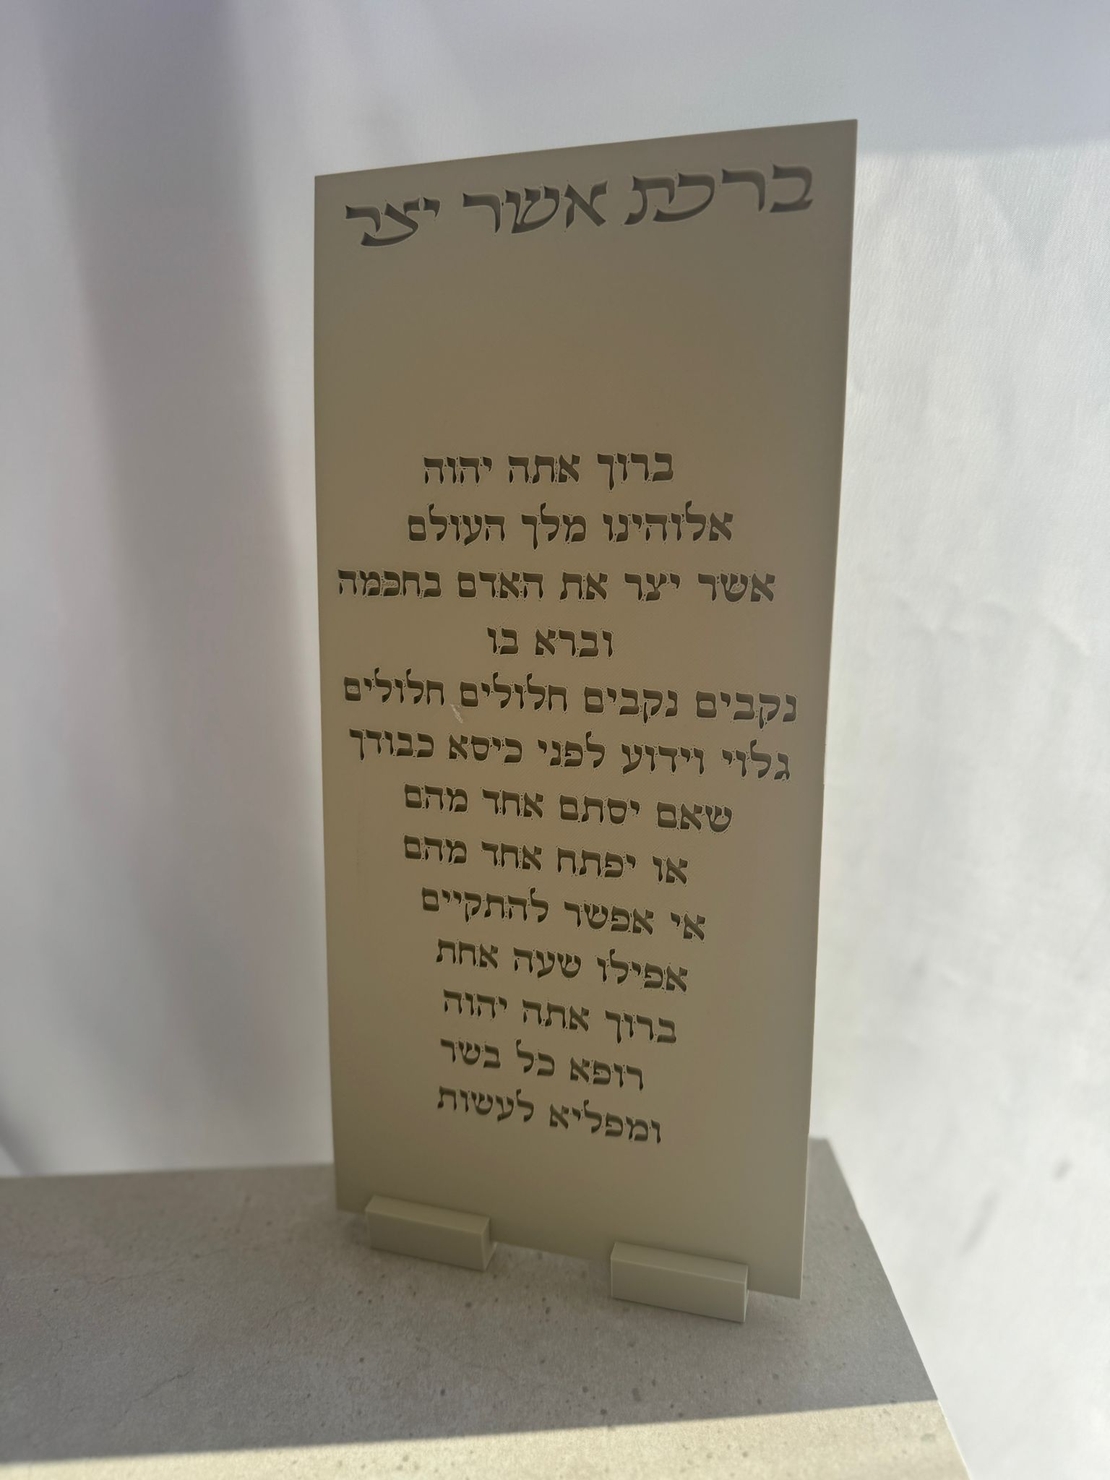 ברכת אשר יצר
ברוך אתה יהוה
אלוהינו מלך העולם
אשר יצר את האדם בחכמה
וברא בו
נקבים נקבים חלולים חלולים
גלוי וידוע לפני כיסא כבודך
שאם יסתם אחד מהם
או יפתח אחד מהם
אי אפשר להתקיים
אפילו שעה אחת
ברוך אתה יהוה
רופא כל בשר
ומפליא לעשות